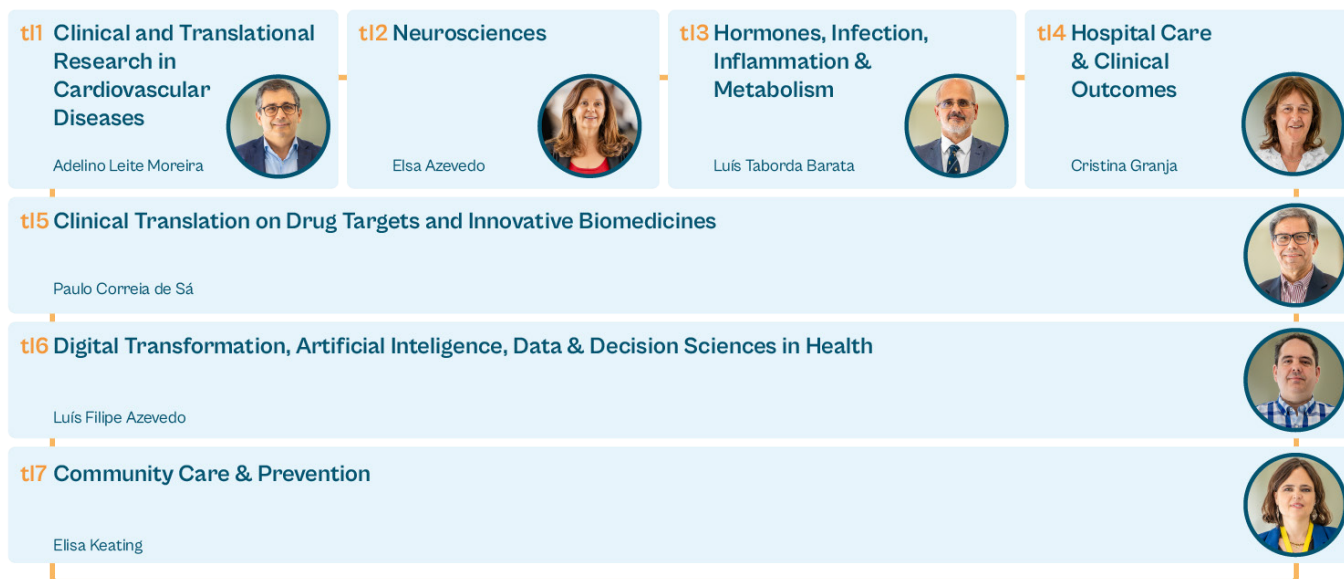 tl1 Clinical and Translational
Research in
Cardiovascular
Diseases
Adelino Leite Moreira
tl2 Neurosciences
Elsa Azevedo
tl3 Hormones, Infection,
Inflammation &
Metabolism
Luís Taborda Barata
tl4 Hospital Care
& Clinical
Outcomes
Cristina Granja
tl5 Clinical Translation on Drug Targets and Innovative Biomedicines
Paulo Correia de Sá
tl6 Digital Transformation, Artificial Inteligence, Data & Decision Sciences in Health
Luís Filipe Azevedo
tl7 Community Care & Prevention
Elisa Keating